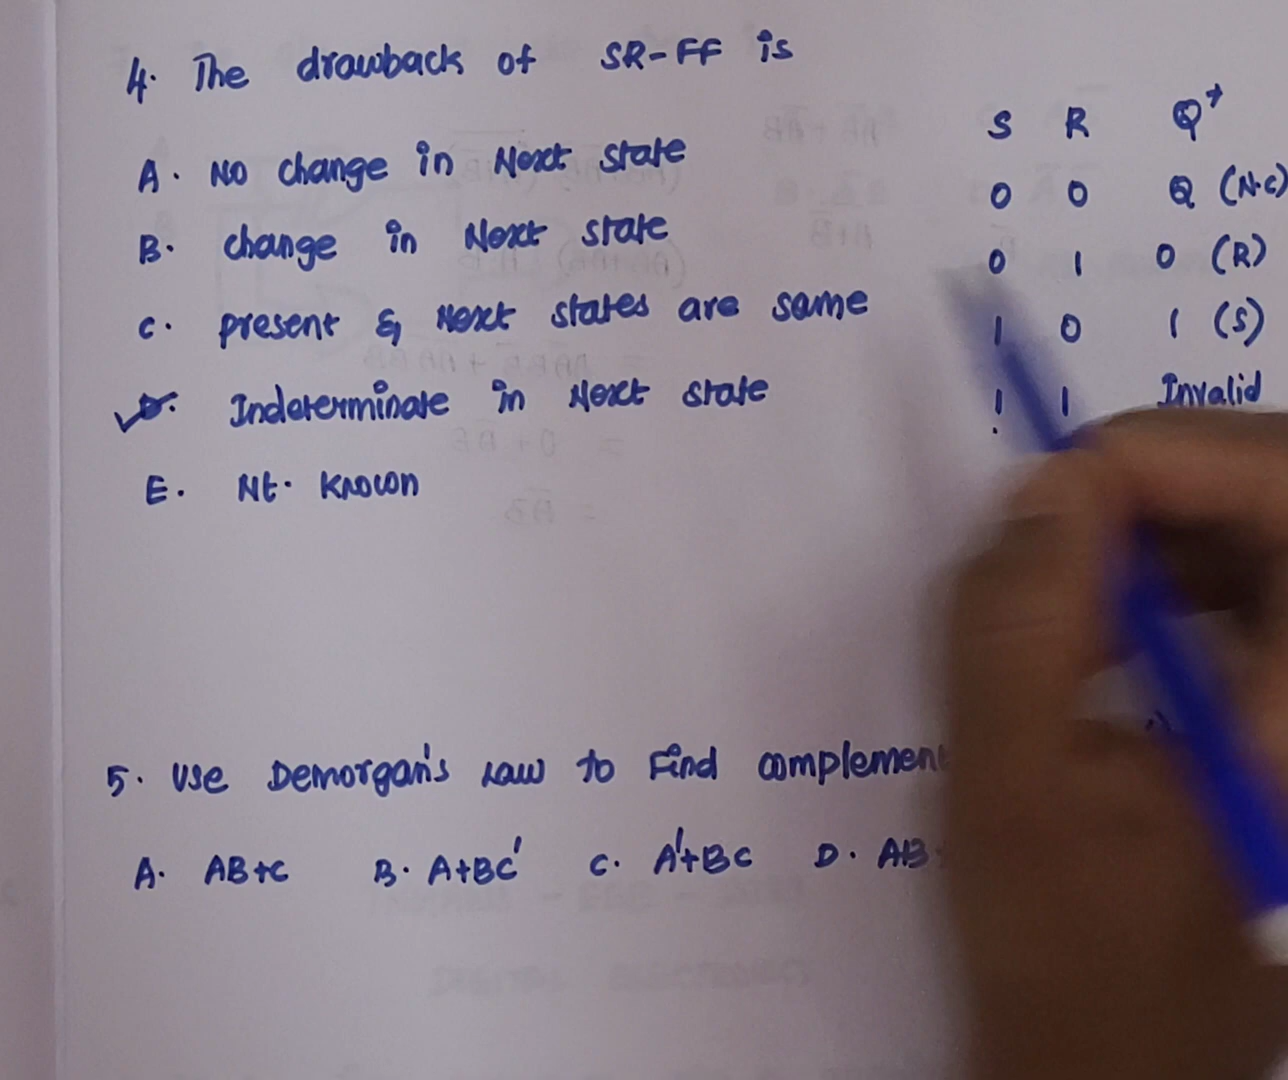 4. The drawback of SR-FF is
A. No change in Next state
B. change in Next state
C. present & Next states are same
D. Indeterminate in Next state
E. Nt. Known
S R Q⁺
0 0 Q (N.C)
0 1 0 (R)
1 0 1 (S)
1 1 Invalid
5. Use Demorgan's Law to Find complement
A. AB+C B. A+BC' C. A'+BC D. AB